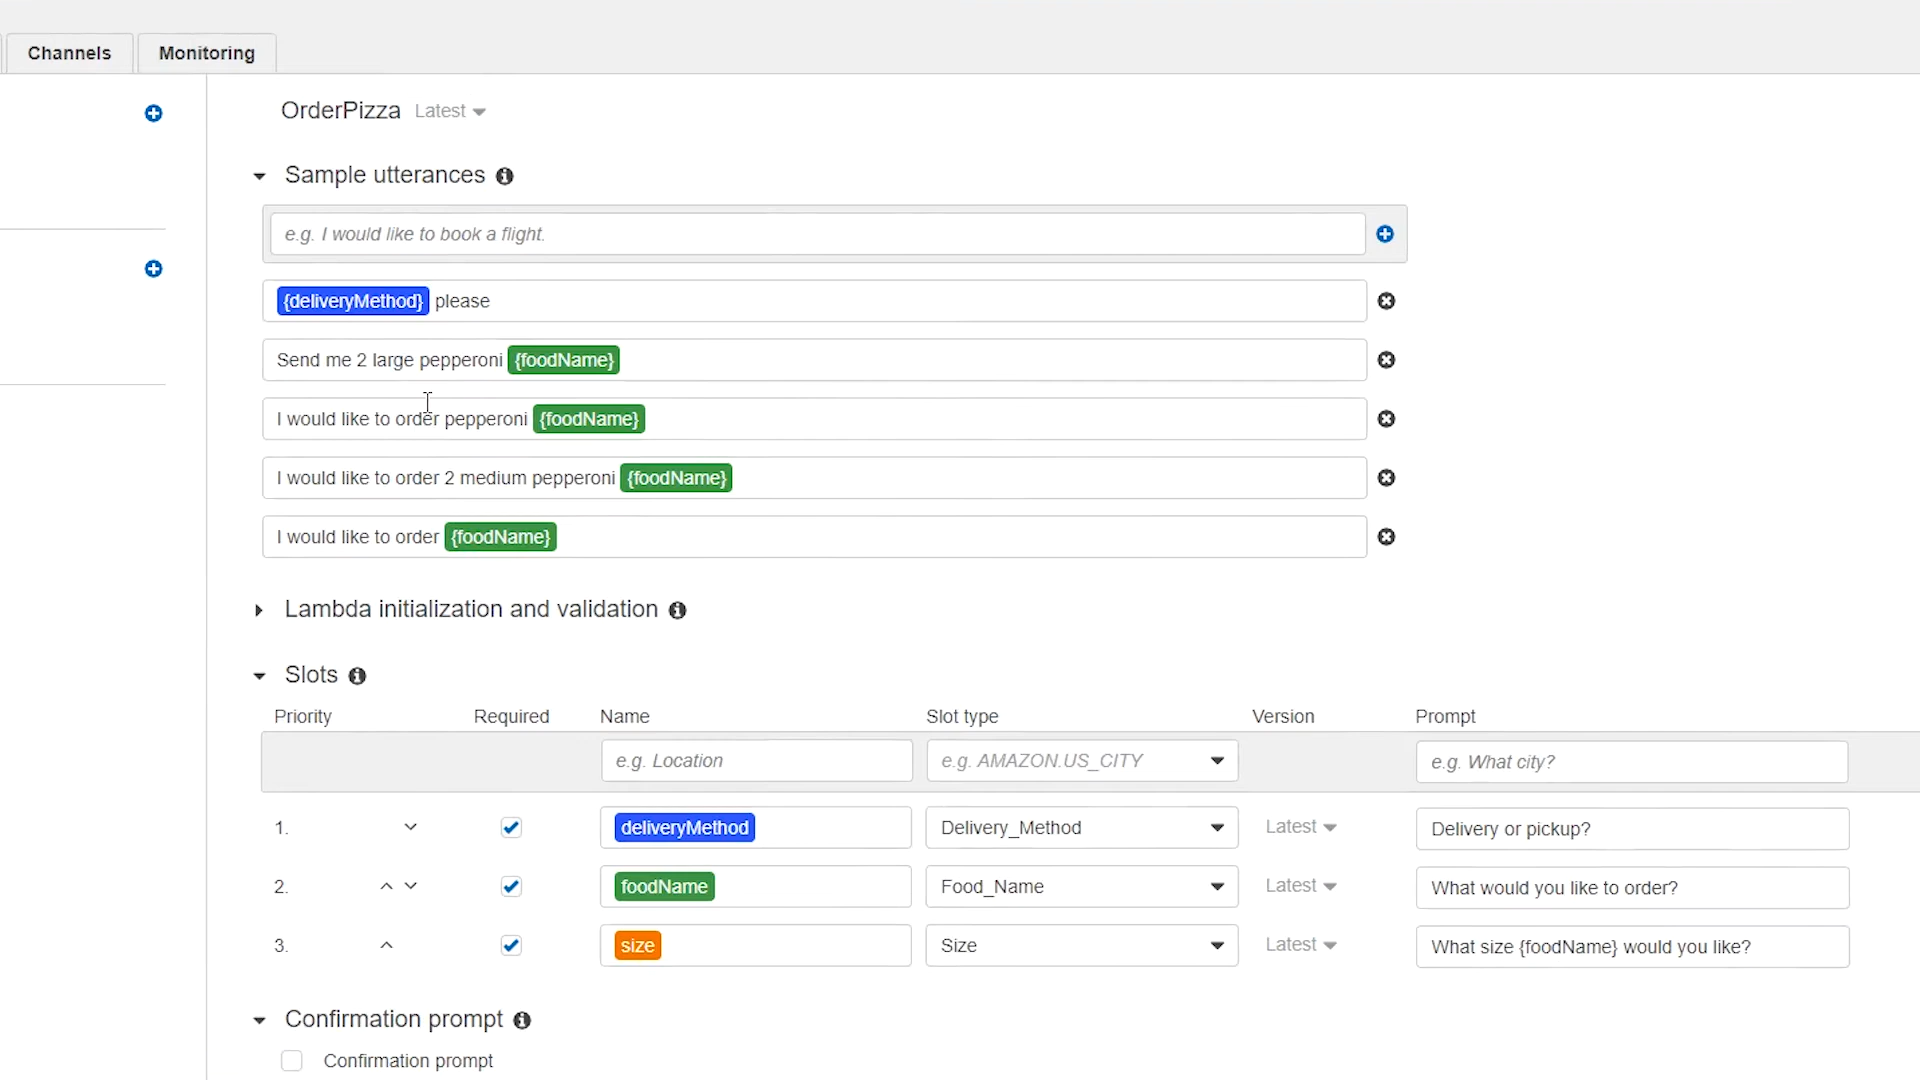 Channels Monitoring
OrderPizza Latest
Sample utterances
e.g. I would like to book a flight.
{deliveryMethod} please
Send me 2 large pepperoni {foodName}
I would like to order pepperoni {foodName}
I would like to order 2 medium pepperoni {foodName}
I would like to order {foodName}
Lambda initialization and validation
Slots
Priority Required Name Slot type Version Prompt
e.g. Location e.g. AMAZON.US_CITY e.g. What city?
1. deliveryMethod Delivery_Method Latest Delivery or pickup?
2. foodName Food_Name Latest What would you like to order?
3. size Size Latest What size {foodName} would you like?
Confirmation prompt
Confirmation prompt